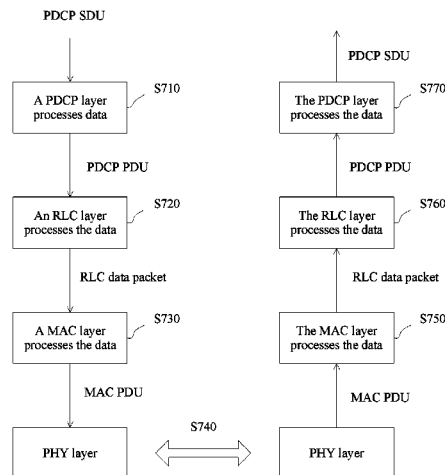 PDCP SDU
S710
A PDCP layer
processes data
PDCP PDU
S720
An RLC layer
processes the data
RLC data packet
S730
A MAC layer
processes the data
MAC PDU
PHY layer
S740
PDCP SDU
S770
The PDCP layer
processes the data
PDCP PDU
S760
The RLC layer
processes the data
RLC data packet
S750
The MAC layer
processes the data
MAC PDU
PHY layer